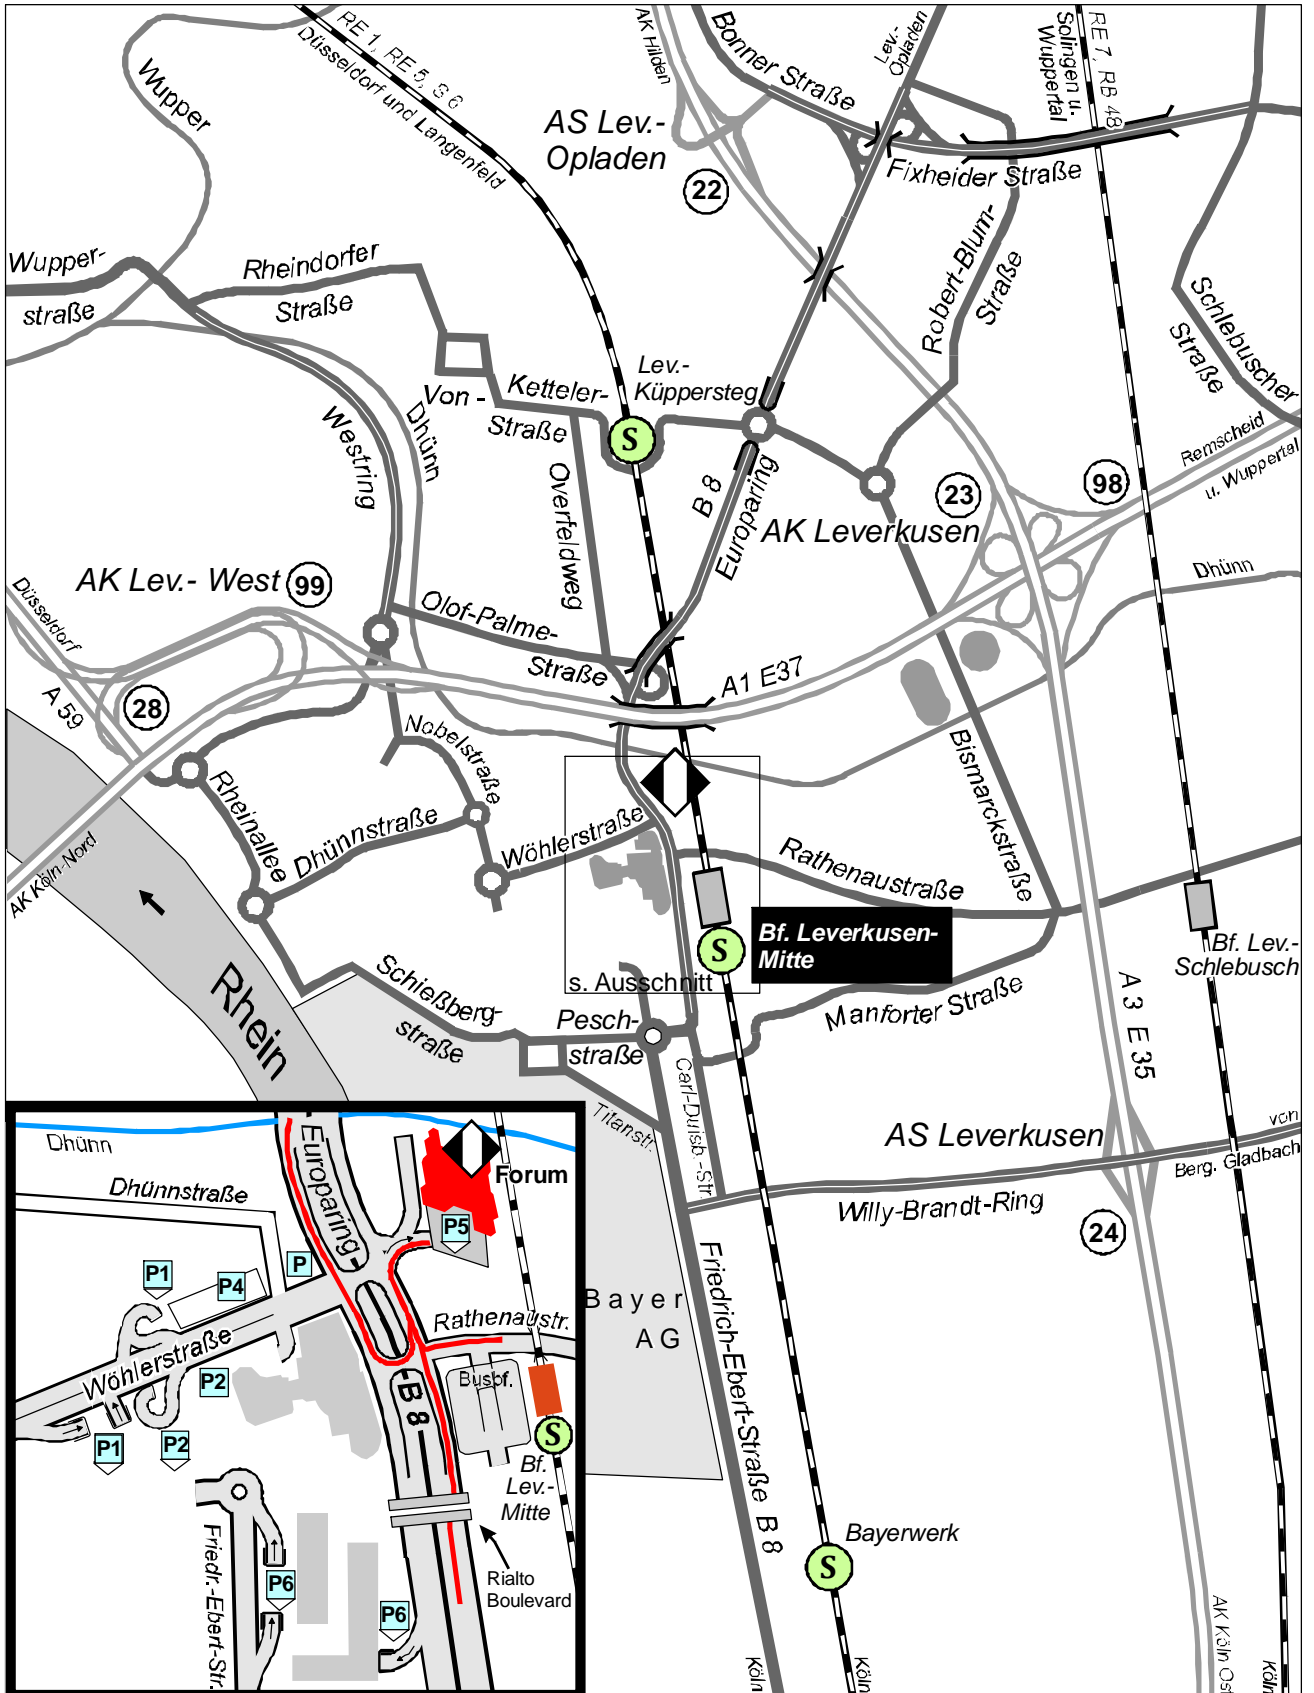 RE 1, RE 5, S 6
Düsseldorf und Langenfeld
AK Hilden
Bonner Straße
Lev.-
Opladen
RE 7, RB 48
Solingen u.
Wuppertal
Wupper
AS Lev.-
Opladen
22
Fixheider Straße
Wupper-
straße
Rheindorfer
Straße
Robert-Blum-
Straße
Schlebuscher
Straße
Lev.-
Küppersteg
Von -
Ketteler-
Straße
S
Dhünn
Westring
Overfeldweg
B 8
Europaring
23
98
AK Leverkusen
Remscheid
u. Wuppertal
Dhünn
AK Lev.- West
99
Olof-Palme-
Straße
Düsseldorf
A 59
28
A1 E37
Nobelstraße
Rheinallee
Dhünnstraße
Wöhlerstraße
Bismarckstraße
Rathenaustraße
AK Köln-Nord
S
Bf. Leverkusen-
Mitte
Bf. Lev.-
Schlebusch
s. Ausschnitt
Rhein
Schießberg-
straße
Pesch-
straße
Manforter Straße
A 3 E 35
Carl-Duisb.-Str.
Titanstr.
AS Leverkusen
von
Berg. Gladbach
Willy-Brandt-Ring
24
Friedrich-Ebert-Straße B 8
Bayer
AG
Bayerwerk
S
Köln
Köln
AK Köln Ost
Köln
Dhünn
Europaring
Forum
Dhünnstraße
P5
P
P1
P4
Rathenaustr.
Wöhlerstraße
P2
B 8
Busbf.
P1
P2
S
Bf.
Lev.-
Mitte
Friedr.-Ebert-Str.
P6
P6
Rialto
Boulevard